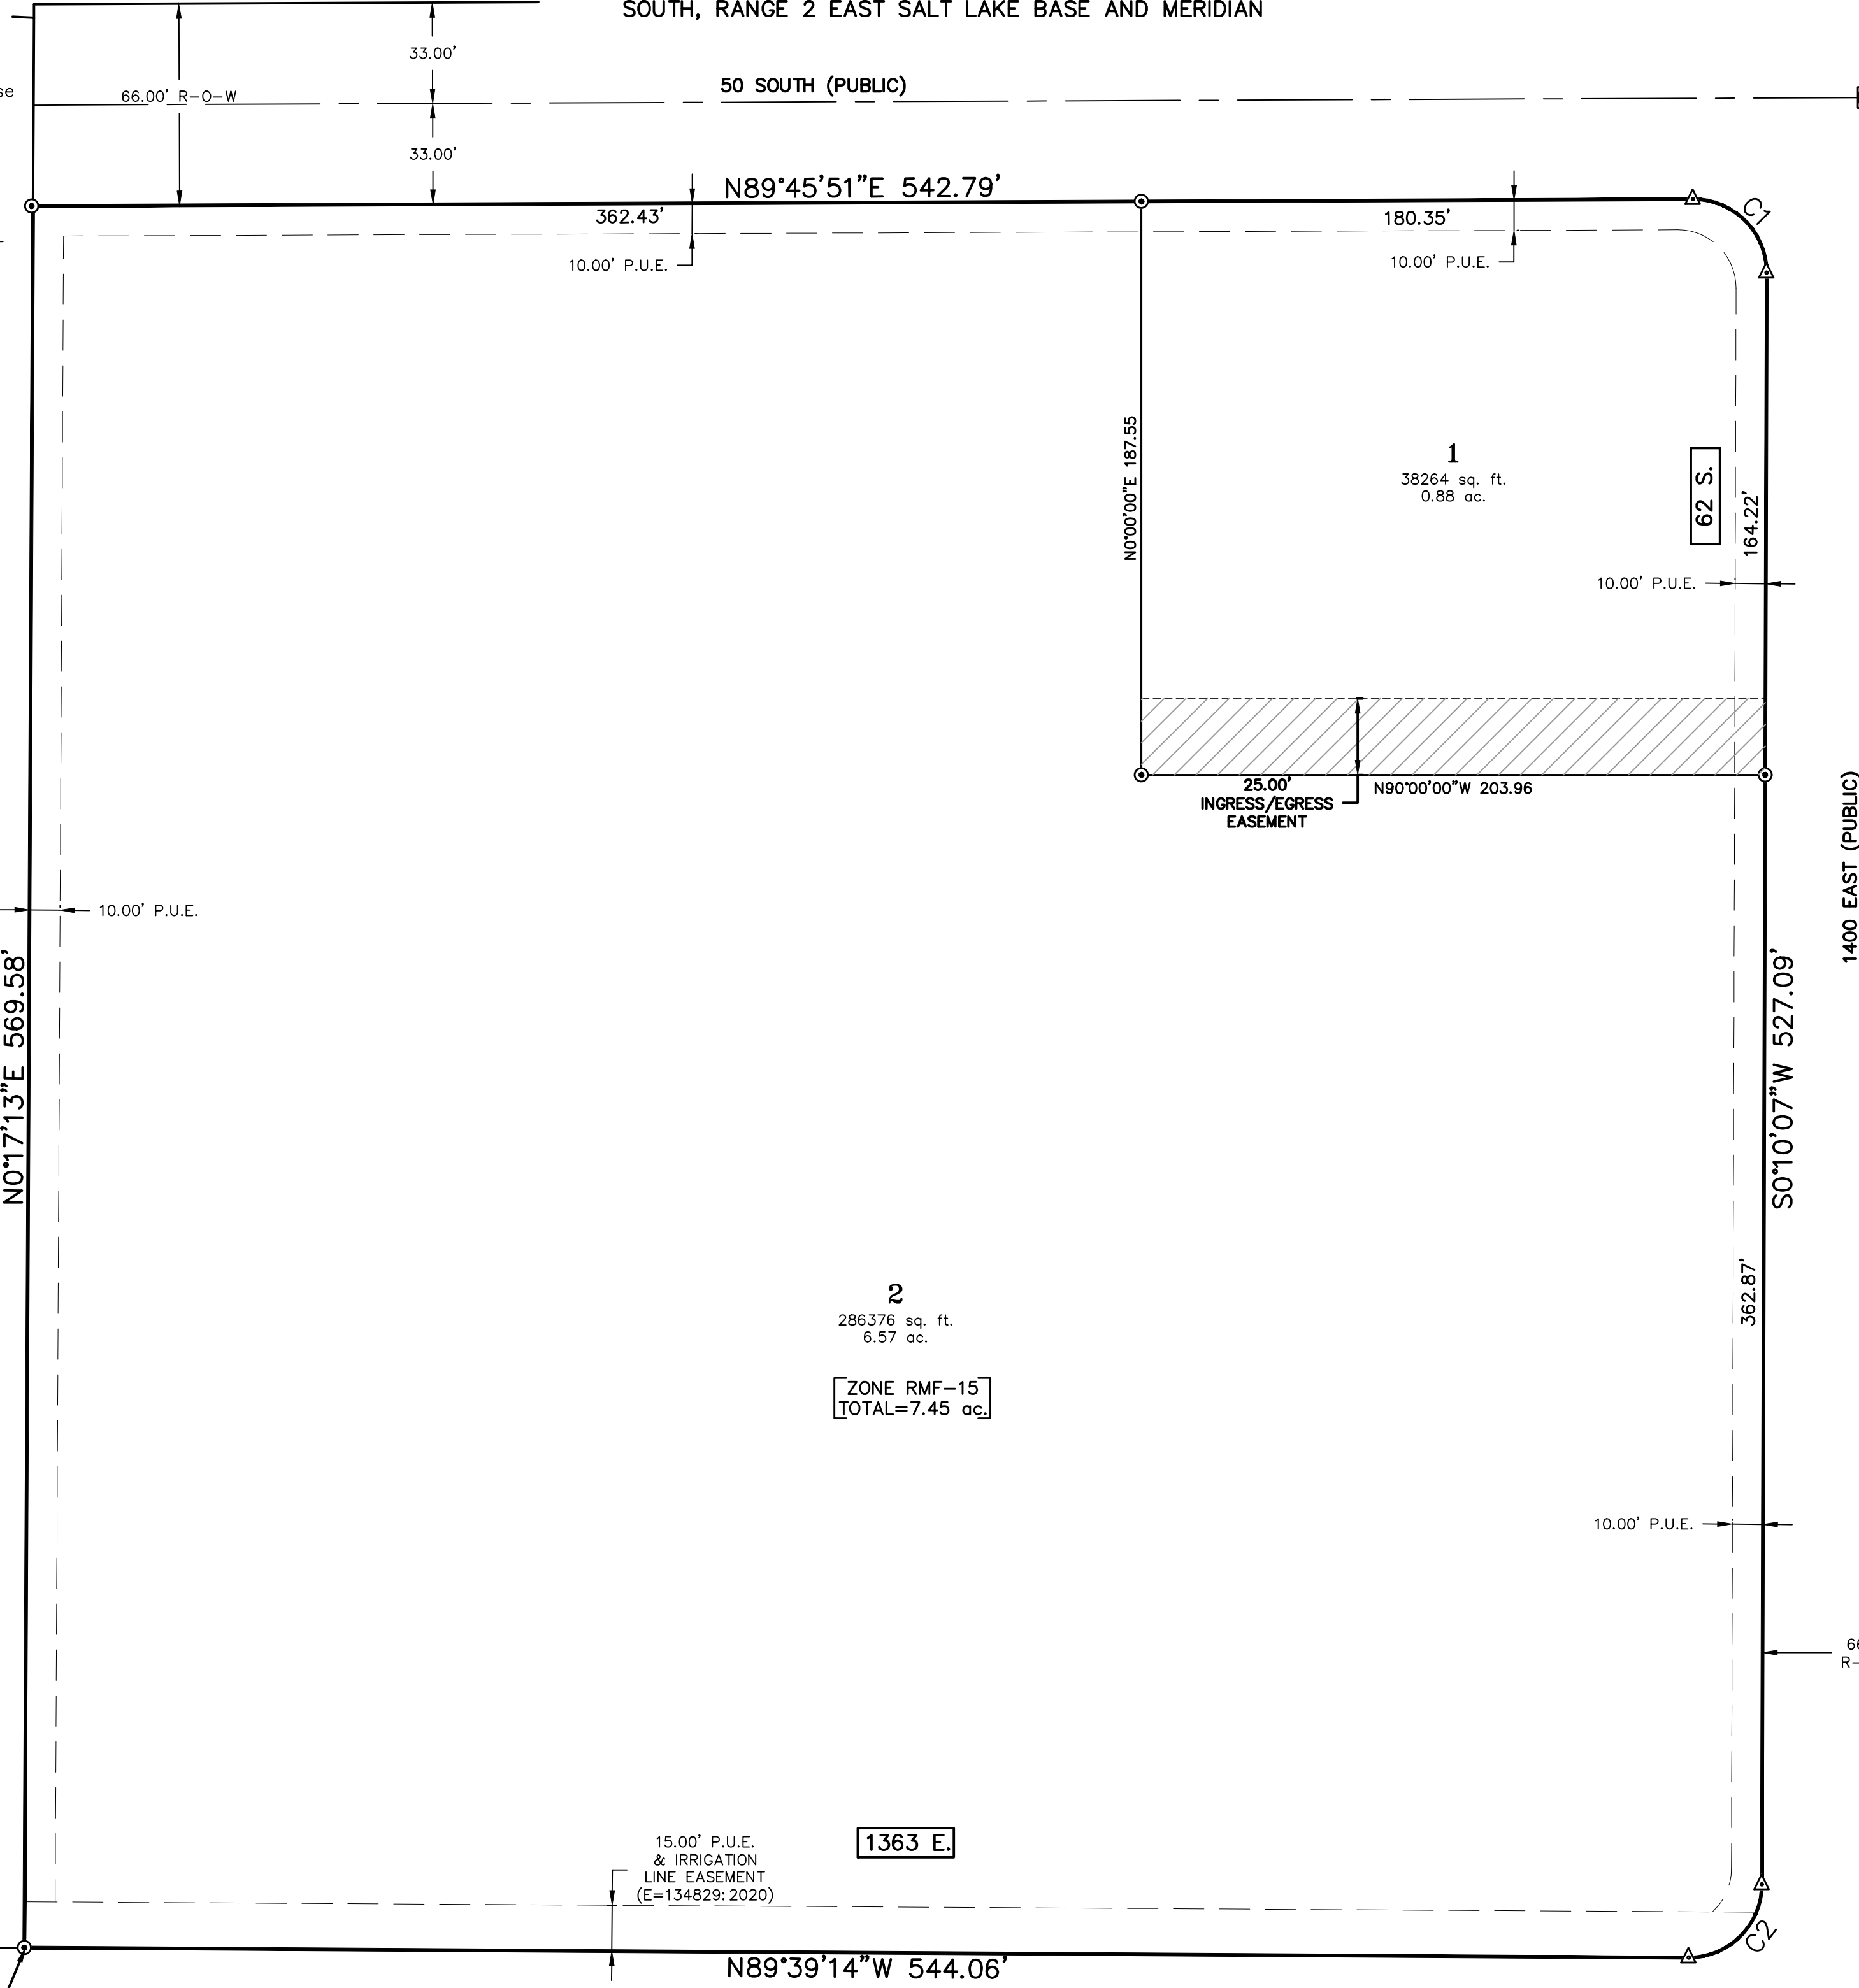 SOUTH, RANGE 2 EAST SALT LAKE BASE AND MERIDIAN
33.00'
50 SOUTH (PUBLIC)
66.00' R-O-W
33.00'
N89°45'51"E 542.79'
362.43'
180.35'
C1
10.00' P.U.E.
10.00' P.U.E.
N0°00'00"E 187.55
1
38264 sq. ft.
0.88 ac.
62 S.
164.22'
10.00' P.U.E.
25.00'
INGRESS/EGRESS
EASEMENT
N90°00'00"W 203.96
1400 EAST (PUBLIC)
10.00' P.U.E.
N0°17'13"E 569.58'
S0°10'07"W 527.09'
362.87'
2
286376 sq. ft.
6.57 ac.
ZONE RMF-15
TOTAL=7.45 ac.
10.00' P.U.E.
15.00' P.U.E.
& IRRIGATION
LINE EASEMENT
(E=134829:2020)
1363 E.
C2
N89°39'14"W 544.06'